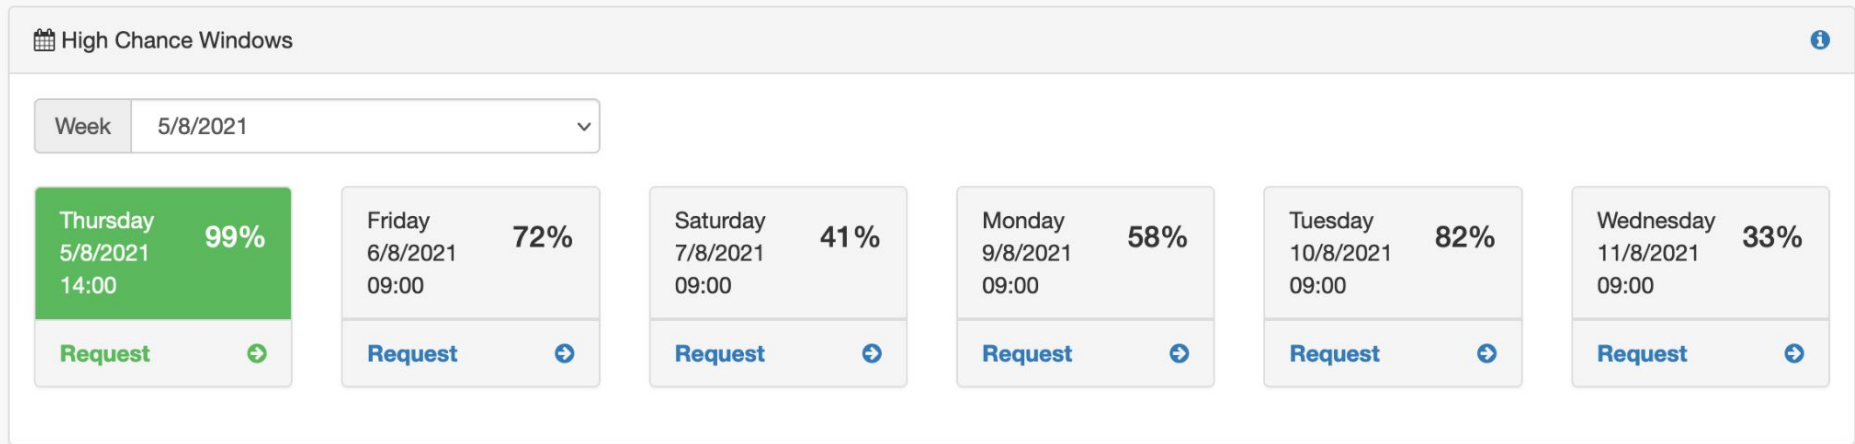 High Chance Windows
Week 5/8/2021
Thursday
5/8/2021
14:00
99%
Request
Friday
6/8/2021
09:00
72%
Request
Saturday
7/8/2021
09:00
41%
Request
Monday
9/8/2021
09:00
58%
Request
Tuesday
10/8/2021
09:00
82%
Request
Wednesday
11/8/2021
09:00
33%
Request